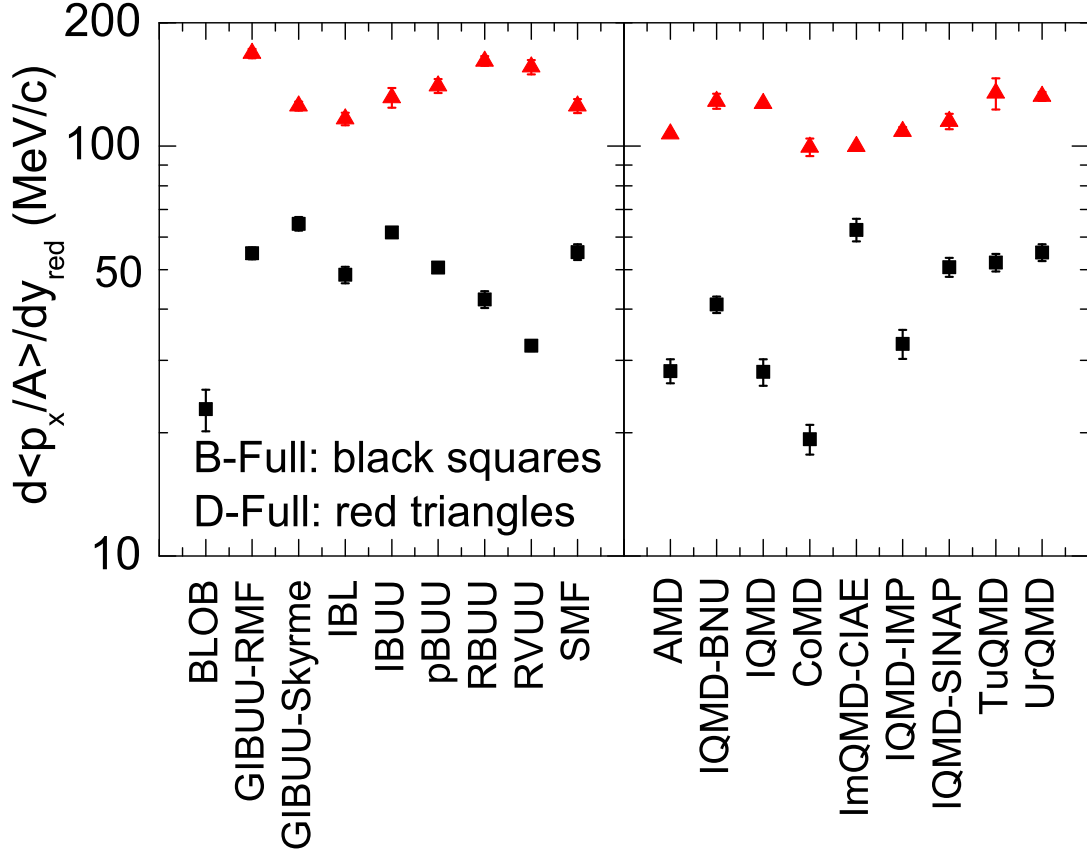 d<p_x/A>/dy_red (MeV/c)
200
100
50
10
B-Full: black squares
D-Full: red triangles
BLOB
GIBUU-RMF
GIBUU-Skyrme
IBL
IBUU
pBUU
RBUU
RVUU
SMF
AMD
IQMD-BNU
IQMD
CoMD
ImQMD-CIAE
IQMD-IMP
IQMD-SINAP
TuQMD
UrQMD